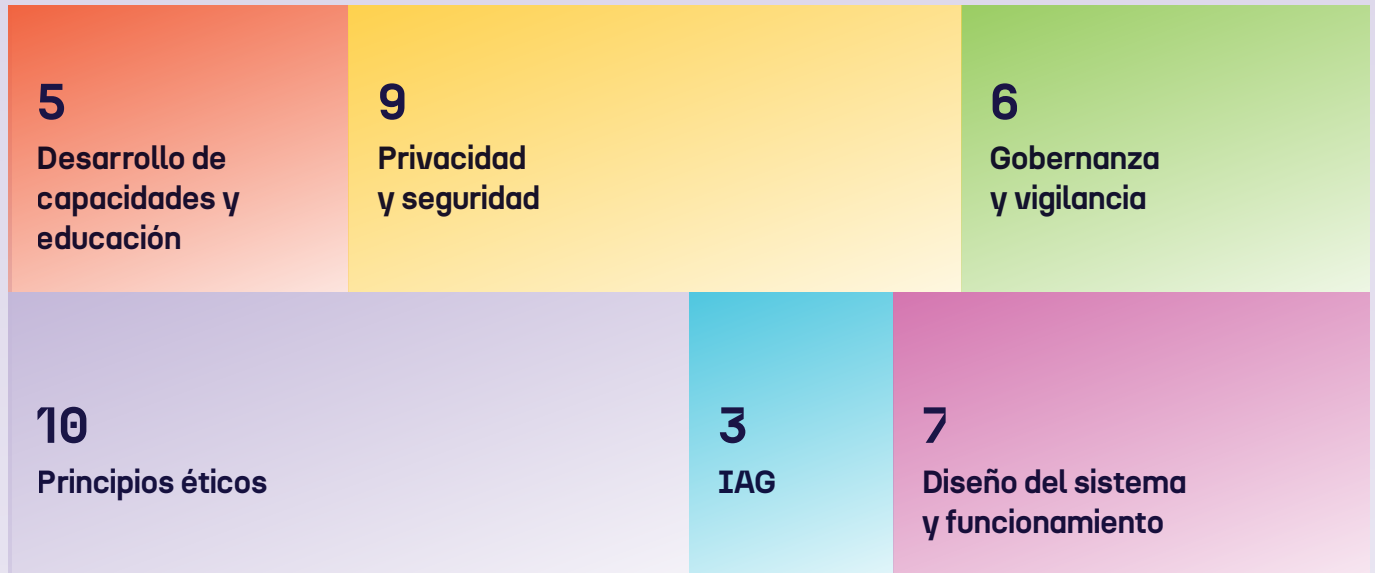 5
Desarrollo de
capacidades y
educación
9
Privacidad
y seguridad
6
Gobernanza
y vigilancia
10
Principios éticos
3
IAG
7
Diseño del sistema
y funcionamiento